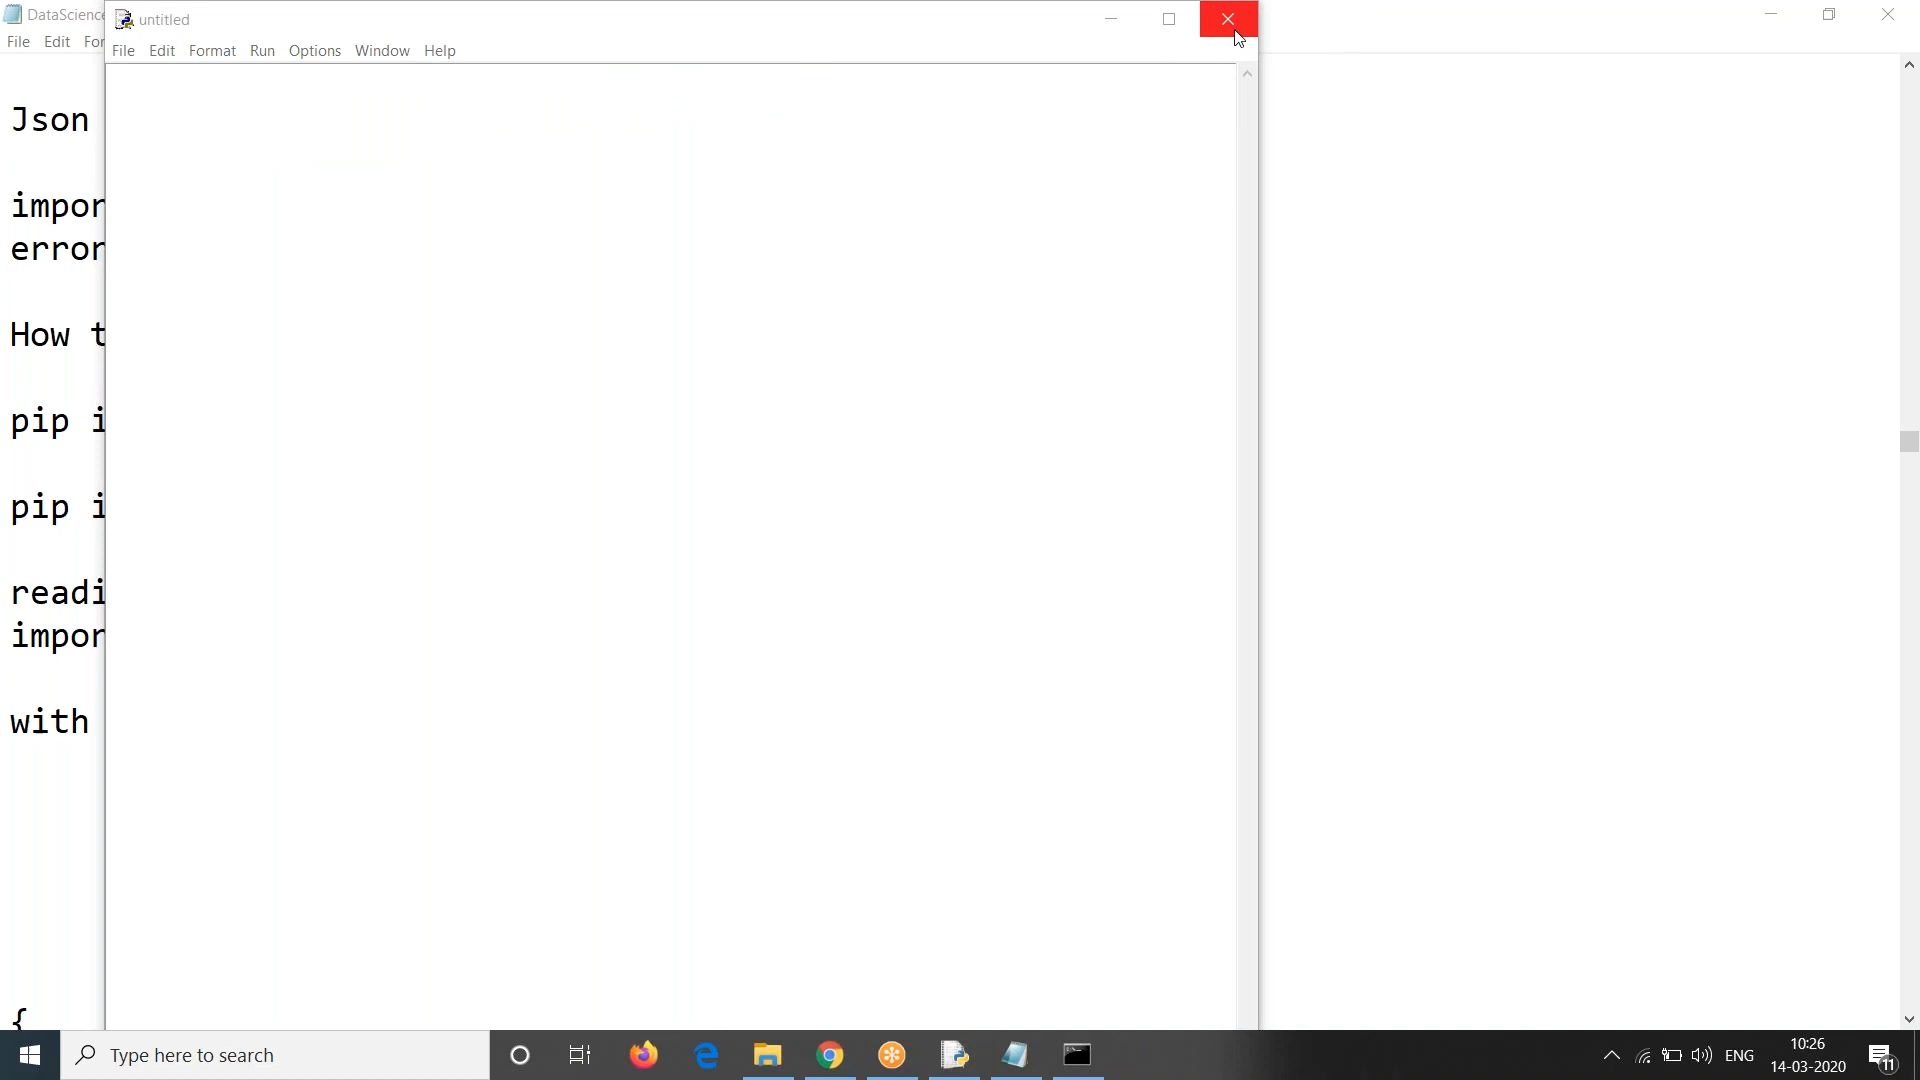 DataScience
untitled
File Edit For
File Edit Format Run Options Window Help
Json
impor
error
How t
pip i
pip i
readi
impor
with
{
Type here to search
ENG
10:26
14-03-2020
11